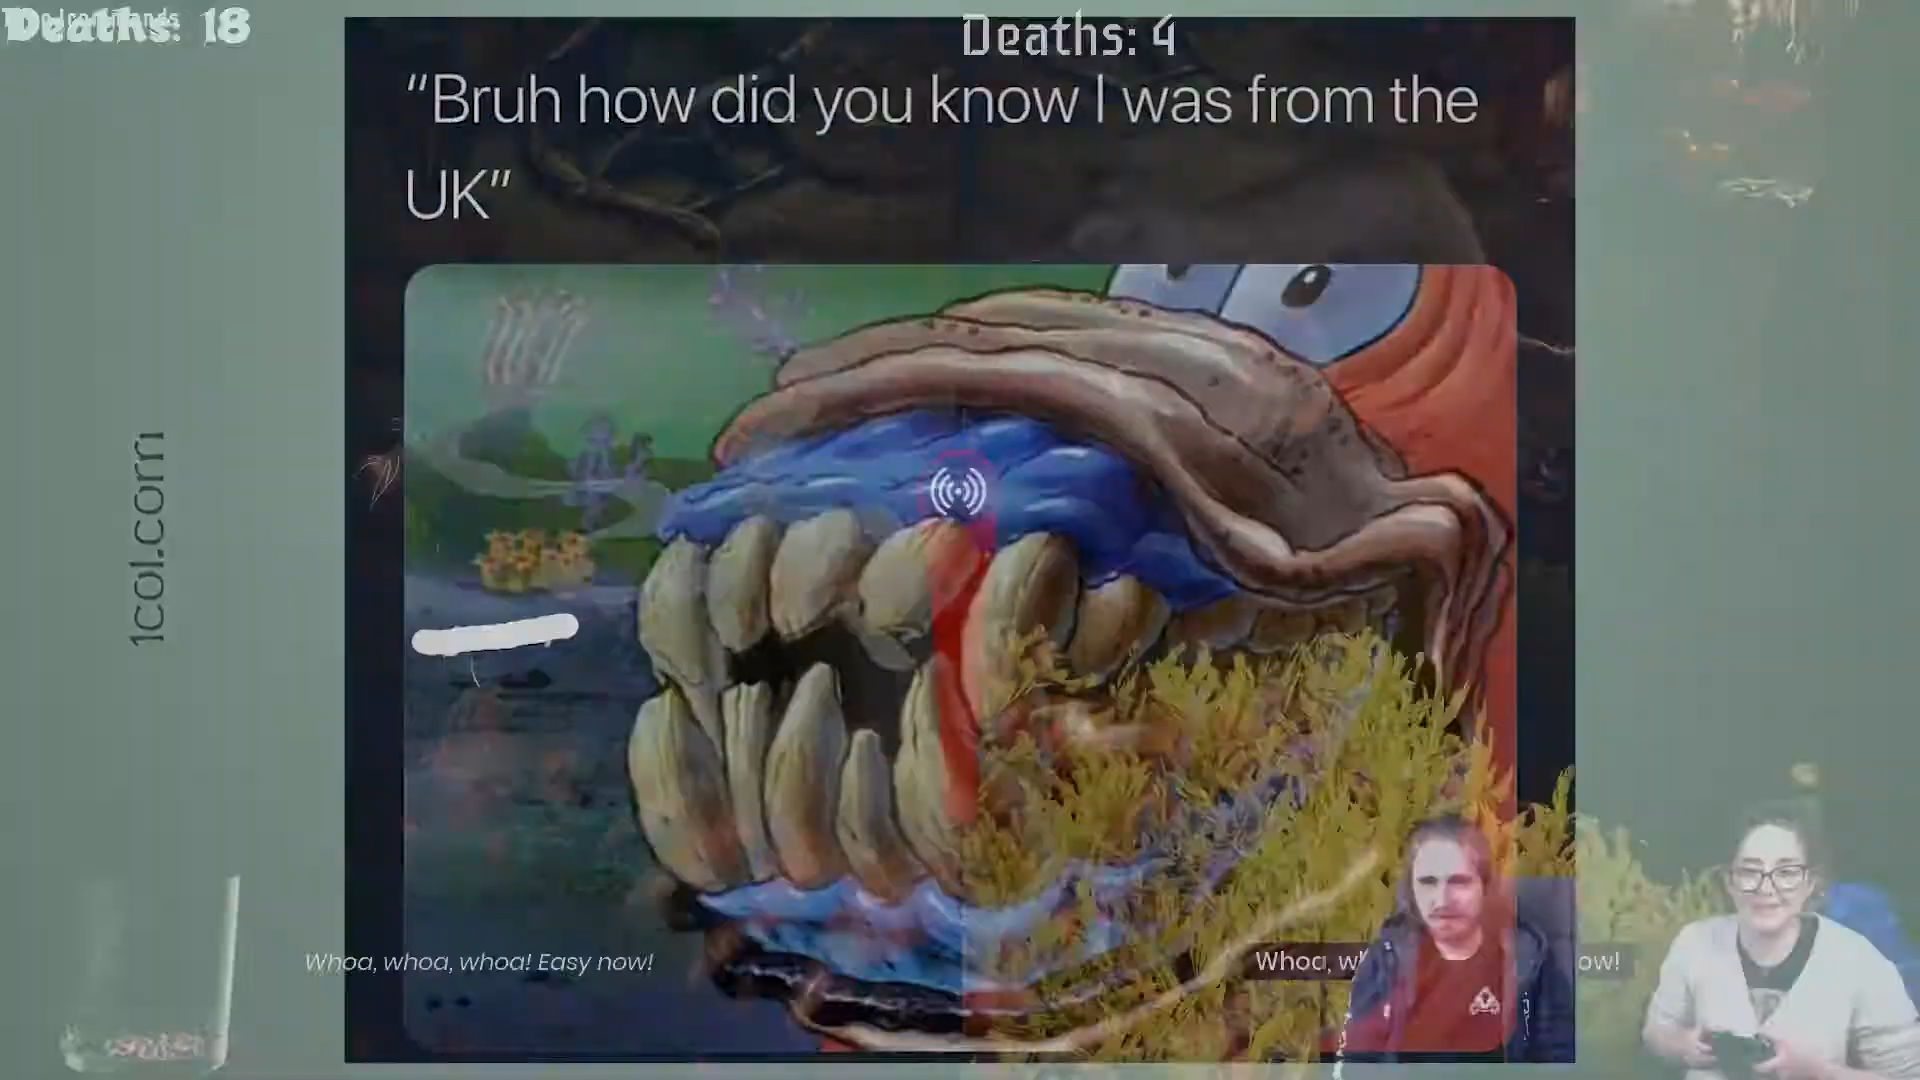 Deaths: 18
Deaths: 4
“Bruh how did you know I was from the
UK”
1col.com
Whoa, whoa, whoa! Easy now!
Whoa, wh
ow!